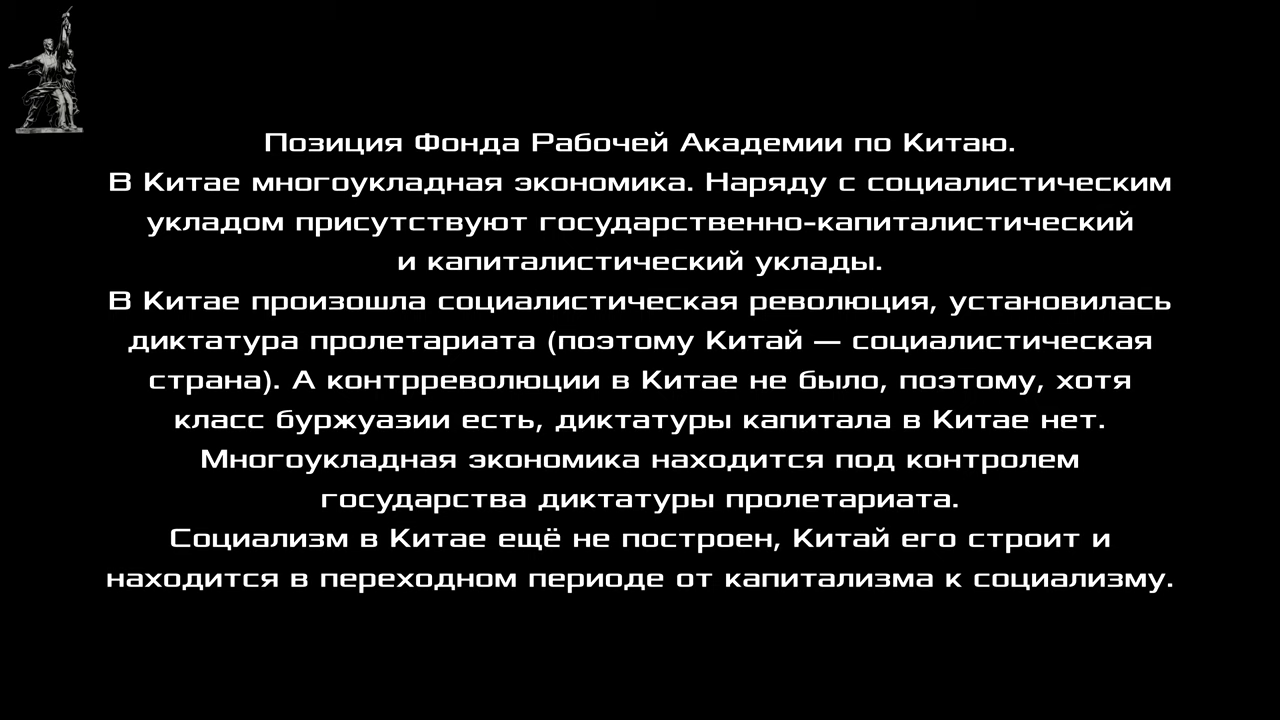 Позиция Фонда Рабочей Академии по Китаю.
В Китае многоукладная экономика. Наряду с социалистическим
укладом присутствуют государственно-капиталистический
и капиталистический уклады.
В Китае произошла социалистическая революция, установилась
диктатура пролетариата (поэтому Китай — социалистическая
страна). А контрреволюции в Китае не было, поэтому, хотя
класс буржуазии есть, диктатуры капитала в Китае нет.
Многоукладная экономика находится под контролем
государства диктатуры пролетариата.
Социализм в Китае ещё не построен, Китай его строит и
находится в переходном периоде от капитализма к социализму.